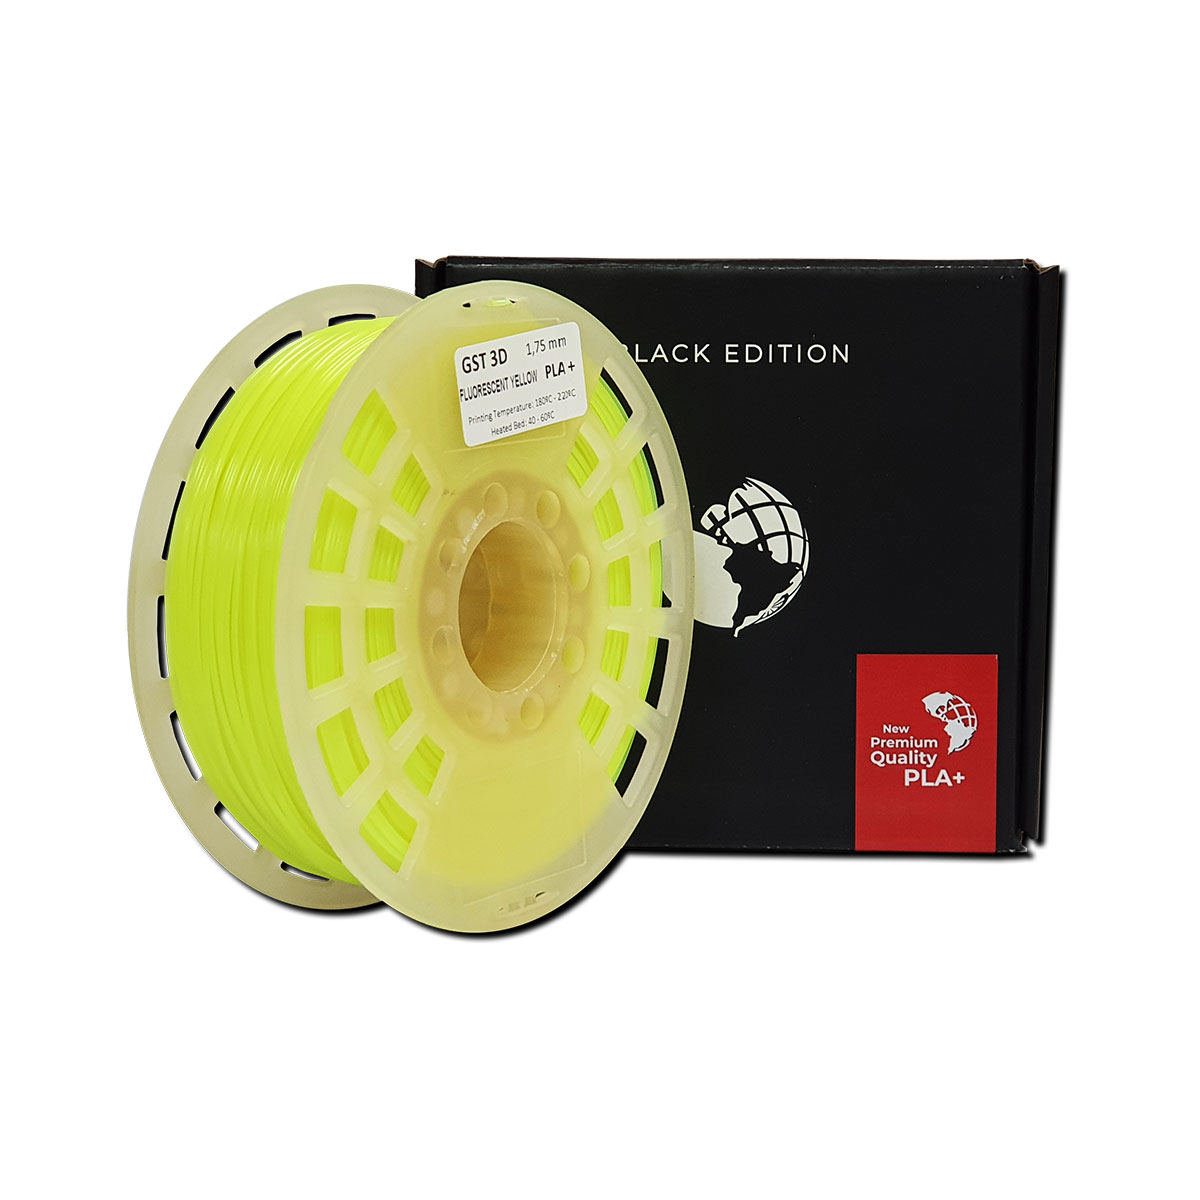 GST 3D 1,75 mm
FLUORESCENT YELLOW PLA +
Printing Temperature: 180ºC - 220ºC
Heated Bed: 40 - 60ºC
BLACK EDITION
New
Premium
Quality
PLA+